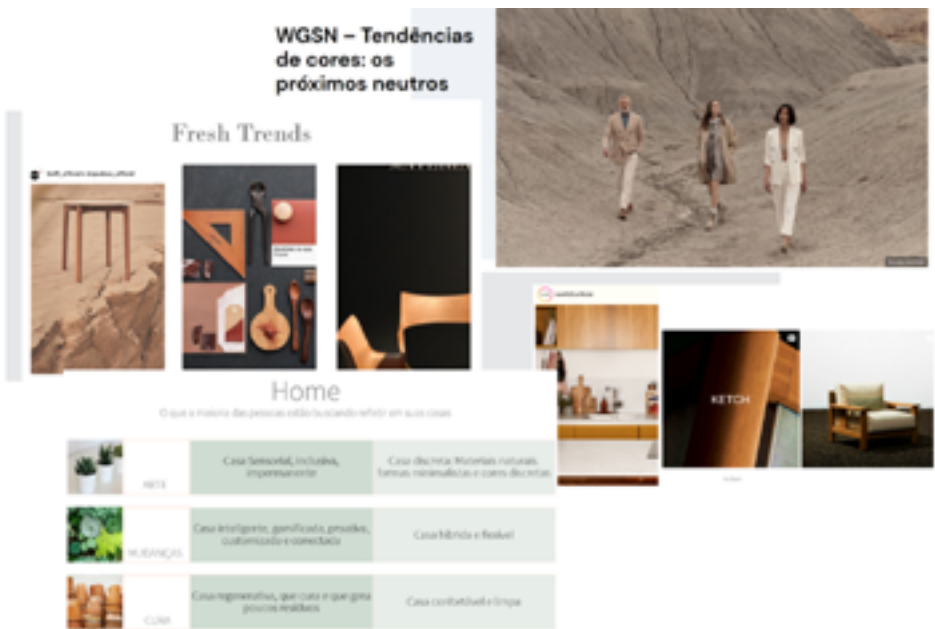 WGSN – Tendências
de cores: os
próximos neutros
Fresh Trends
KETCH
Home
O que a maioria das pessoas estão buscando refletir em suas casas
ARTE
Casa Sensorial, inclusiva,
impermanente
Casa discreta: Materiais naturais,
formas minimalistas e cores discretas
MUDANÇAS
Casa inteligente, gamificada, proativa,
customizada e conectada
Casa híbrida e flexível
CURA
Casa regenerativa, que cura e que gera
poucos resíduos
Casa confortável e limpa